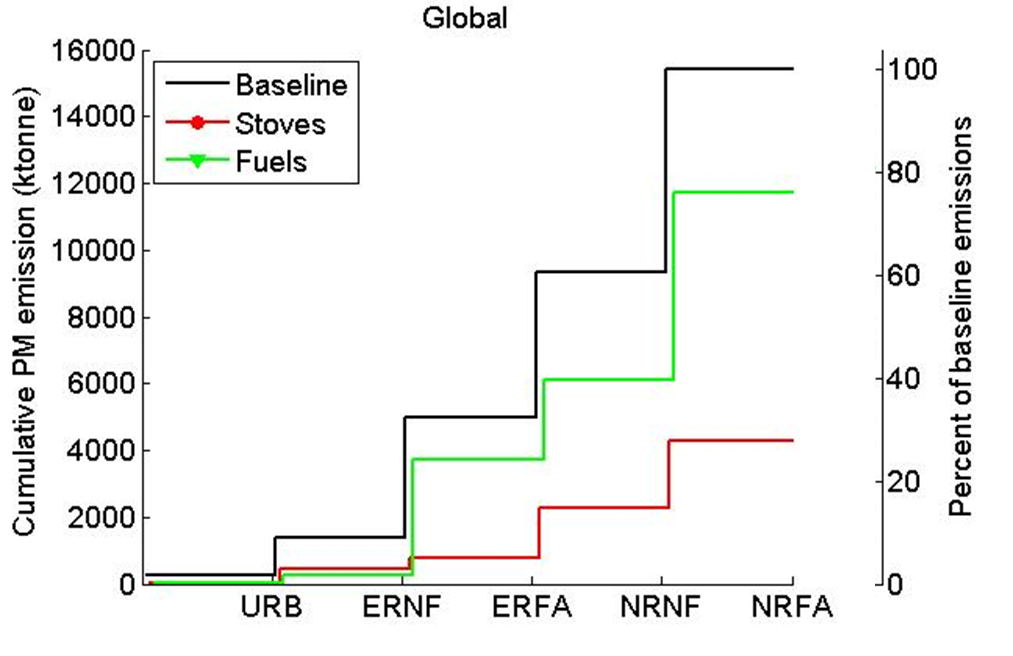 Global
Cumulative PM emission (ktonne)
16000
14000
12000
10000
8000
6000
4000
2000
0
Baseline
Stoves
Fuels
100
80
60
40
20
0
Percent of baseline emissions
URB ERNF ERFA NRNF NRFA